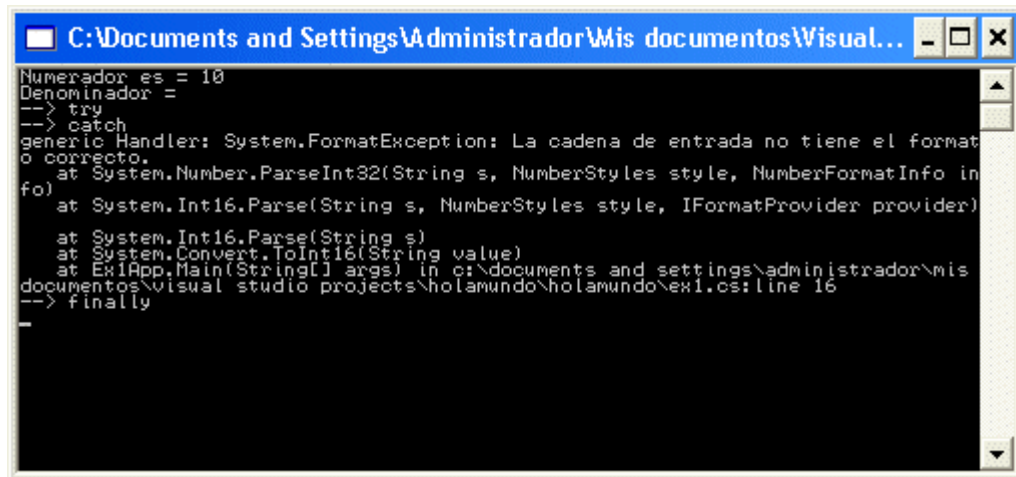 C:\Documents and Settings\Administrador\Mis documentos\Visual...
Numerador es = 10
Denominador =
--> try
--> catch
generic Handler: System.FormatException: La cadena de entrada no tiene el format
o correcto.
at System.Number.ParseInt32(String s, NumberStyles style, NumberFormatInfo in
fo)
at System.Int16.Parse(String s, NumberStyles style, IFormatProvider provider)
at System.Int16.Parse(String s)
at System.Convert.ToInt16(String value)
at Ex1App.Main(String[] args) in c:\documents and settings\administrador\mis
documentos\visual studio projects\holamundo\holamundo\ex1.cs:line 16
--> finally